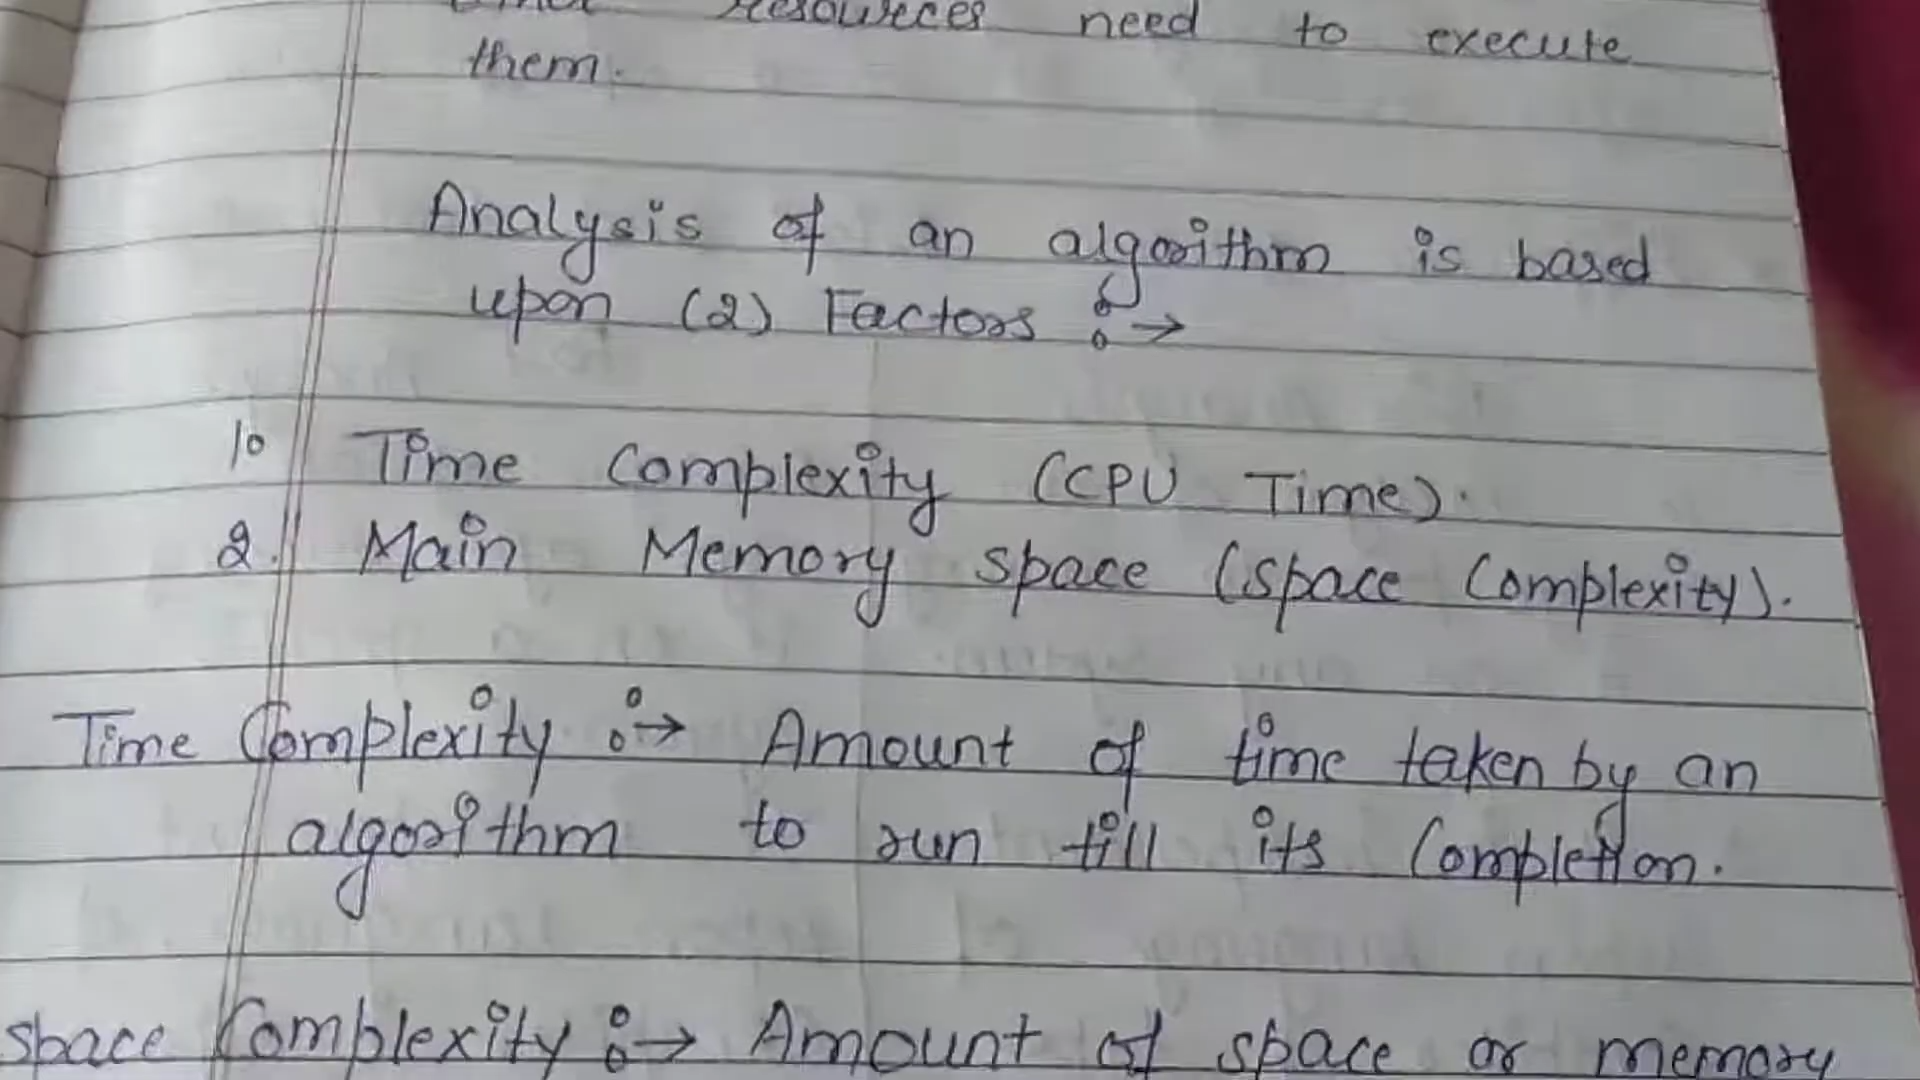 resources need to execute
them.
Analysis of an algorithm is based
upon (2) Factors :→
1. Time Complexity (CPU Time).
2. Main Memory space (space Complexity).
Time Complexity :→ Amount of time taken by an
algorithm to run till its Completion.
space Complexity :→ Amount of space or memory